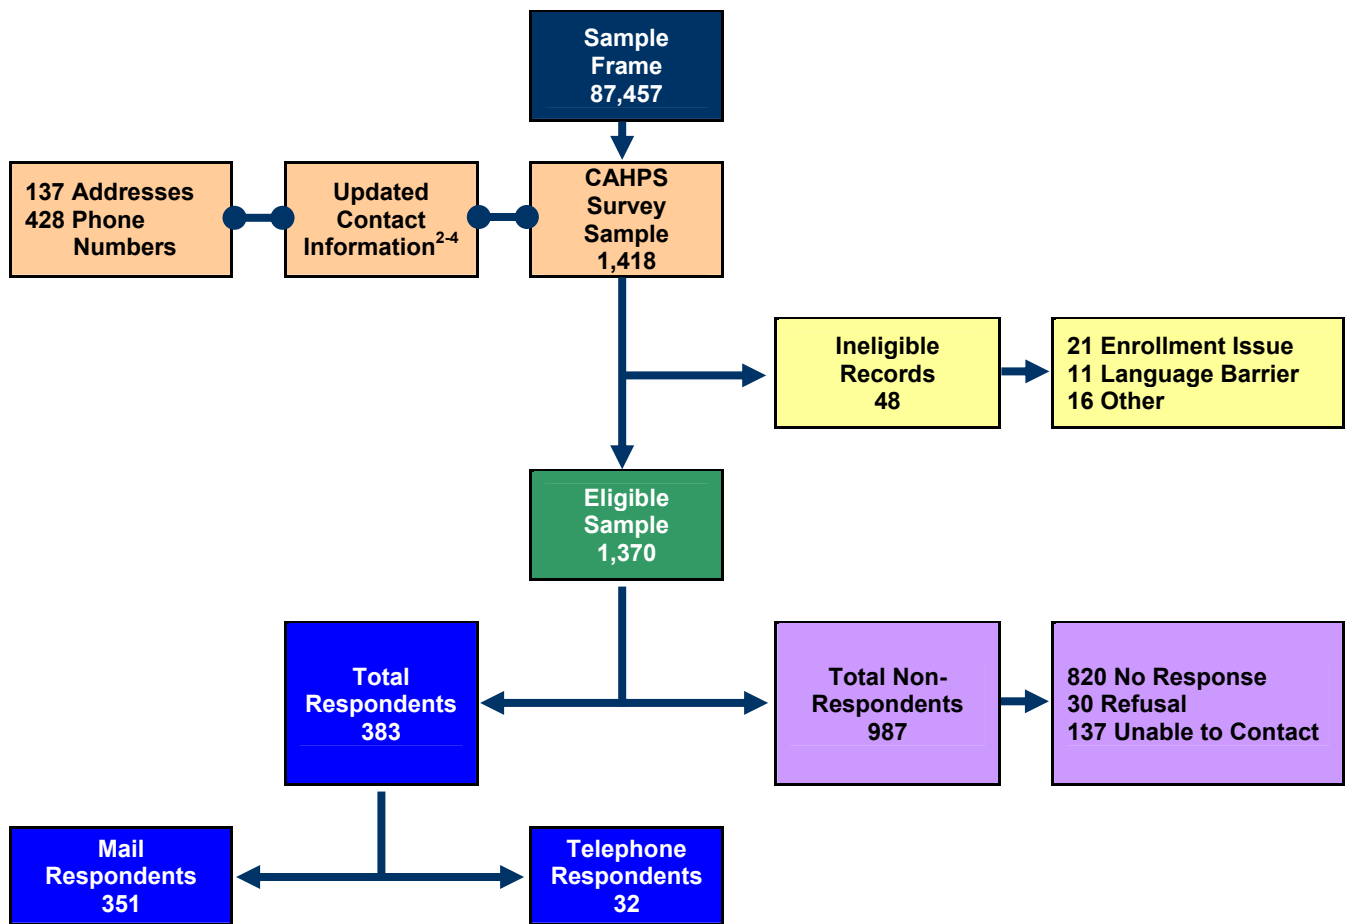 Sample
Frame
87,457
137 Addresses
428 Phone
Numbers
Updated
Contact
Information2-4
CAHPS
Survey
Sample
1,418
Ineligible
Records
48
21 Enrollment Issue
11 Language Barrier
16 Other
Eligible
Sample
1,370
Total
Respondents
383
Total Non-
Respondents
987
820 No Response
30 Refusal
137 Unable to Contact
Mail
Respondents
351
Telephone
Respondents
32